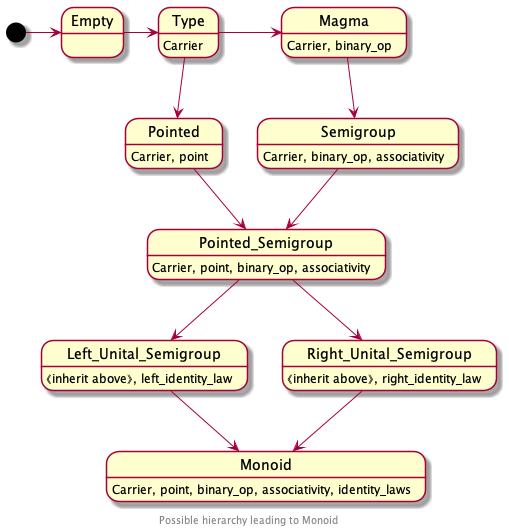 Empty
Type
Carrier
Magma
Carrier, binary_op
Pointed
Carrier, point
Semigroup
Carrier, binary_op, associativity
Pointed_Semigroup
Carrier, point, binary_op, associativity
Left_Unital_Semigroup
《inherit above》, left_identity_law
Right_Unital_Semigroup
《inherit above》, right_identity_law
Monoid
Carrier, point, binary_op, associativity, identity_laws
Possible hierarchy leading to Monoid